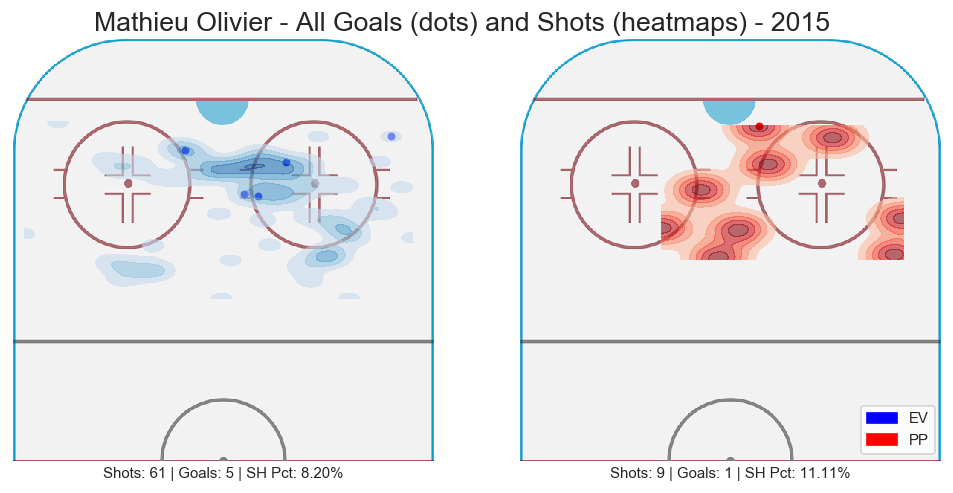 Mathieu Olivier - All Goals (dots) and Shots (heatmaps) - 2015
EV
PP
Shots: 61 | Goals: 5 | SH Pct: 8.20%
Shots: 9 | Goals: 1 | SH Pct: 11.11%